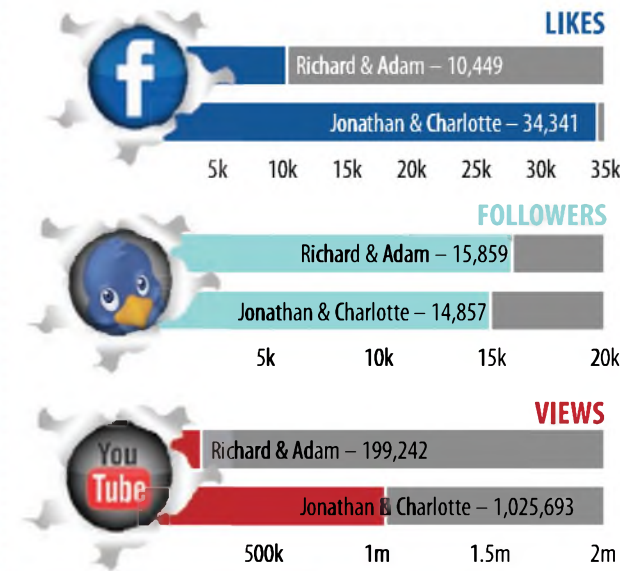 LIKES
f
Richard & Adam – 10,449
Jonathan & Charlotte – 34,341
5k 10k 15k 20k 25k 30k 35k
FOLLOWERS
Richard & Adam – 15,859
Jonathan & Charlotte – 14,857
5k 10k 15k 20k
VIEWS
You
Tube
Richard & Adam – 199,242
Jonathan & Charlotte – 1,025,693
500k 1m 1.5m 2m